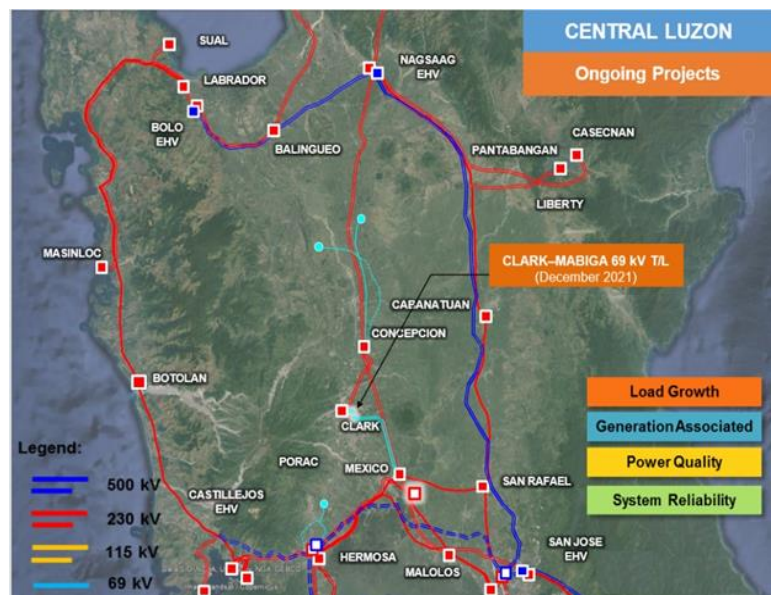 CENTRAL LUZON
Ongoing Projects
SUAL
NAGSAAG
EHV
LABRADOR
BOLO
EHV
BALINGUEO
PANTABANGAN
CASECNAN
LIBERTY
MASINLOC
CLARK–MABIGA 69 kV T/L
(December 2021)
CABANATUAN
CONCEPCION
BOTOLAN
CLARK
Load Growth
Generation Associated
Power Quality
System Reliability
Legend:
500 kV
230 kV
115 kV
69 kV
PORAC
MEXICO
CASTILLEJOS
EHV
SAN RAFAEL
HERMOSA
MALOLOS
SAN JOSE
EHV